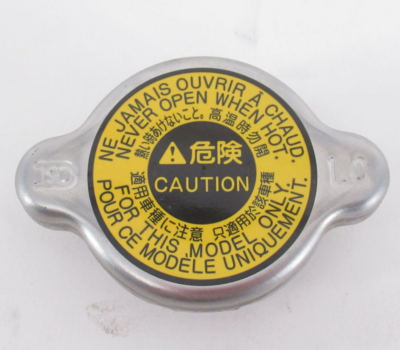 NE JAMAIS OUVRIR À CHAUD.
NEVER OPEN WHEN HOT.
熱い時あけないこと。高温時勿開
危険
CAUTION
適用車種に注意 只適用於該車種
FOR THIS MODEL ONLY.
POUR CE MODÈLE UNIQUEMENT.